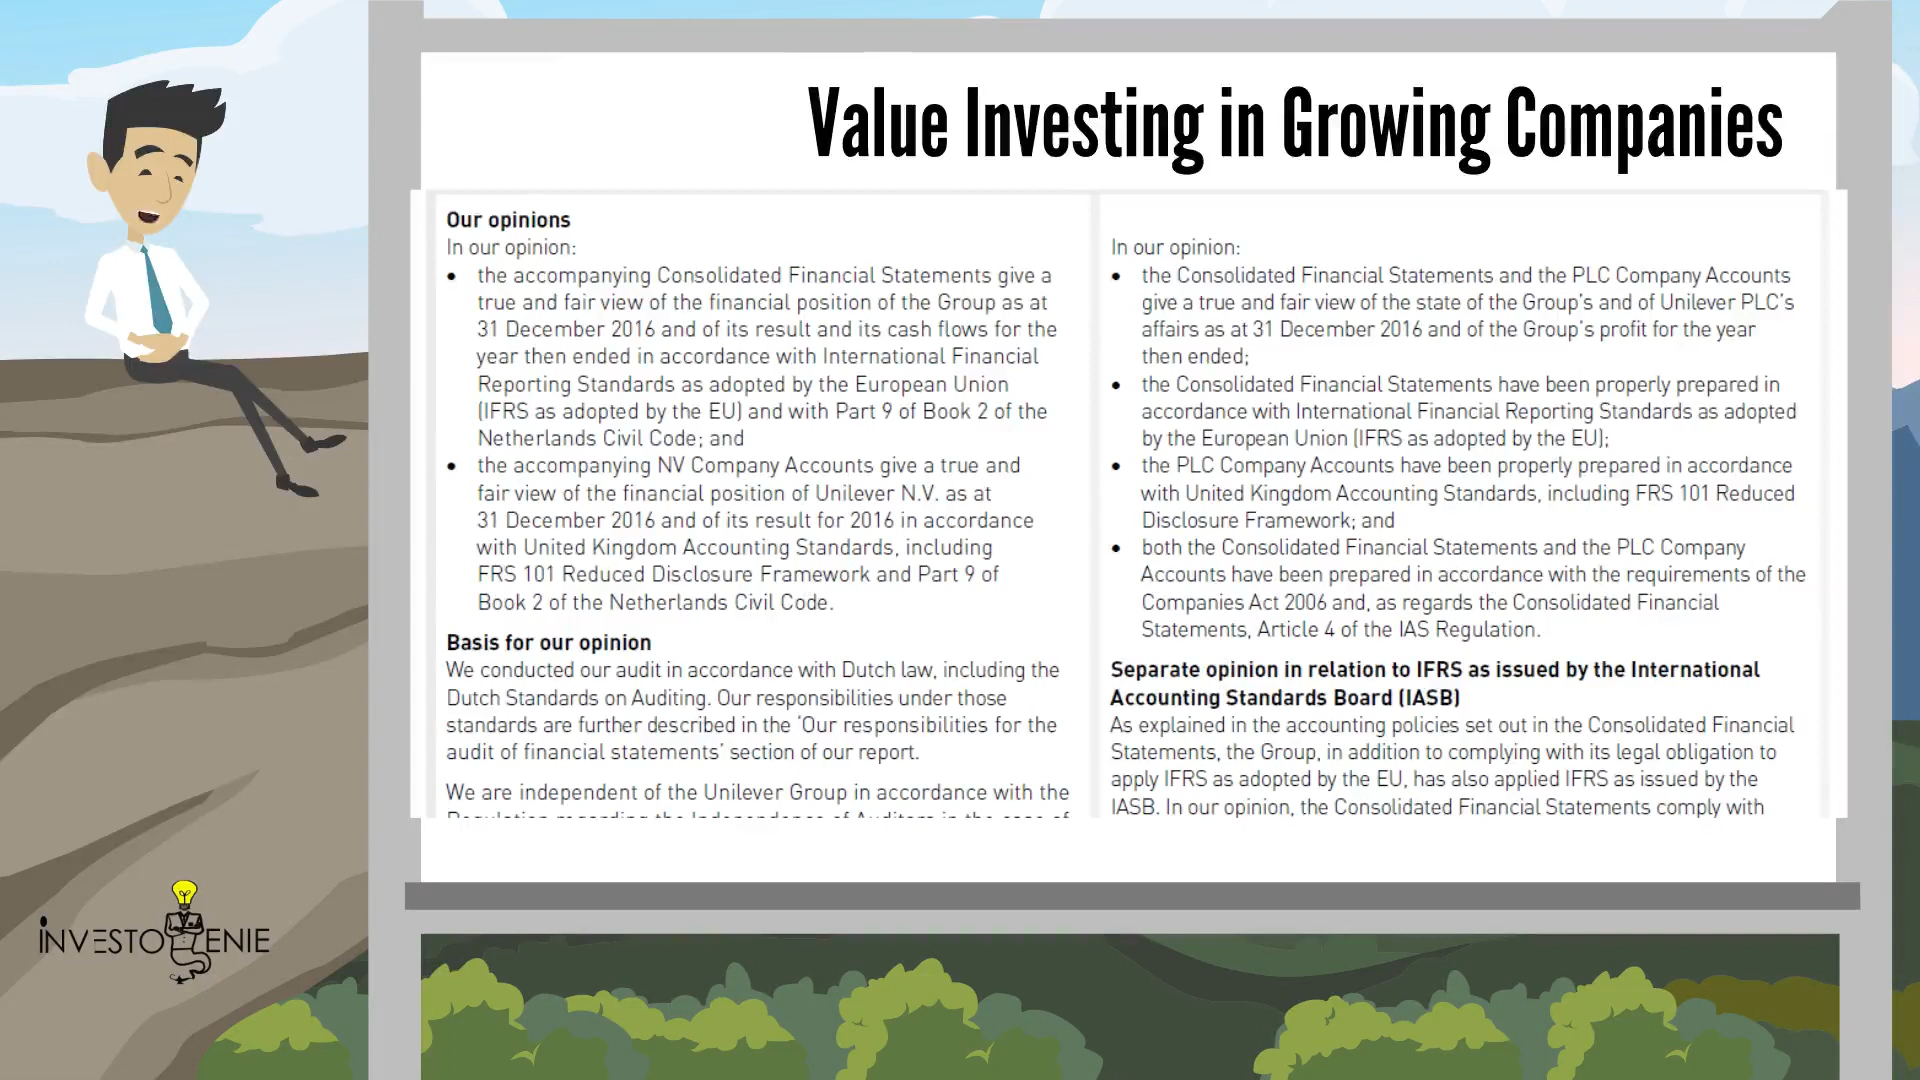 Value Investing in Growing Companies
Our opinions
In our opinion:
• the accompanying Consolidated Financial Statements give a
true and fair view of the financial position of the Group as at
31 December 2016 and of its result and its cash flows for the
year then ended in accordance with International Financial
Reporting Standards as adopted by the European Union
(IFRS as adopted by the EU) and with Part 9 of Book 2 of the
Netherlands Civil Code; and
• the accompanying NV Company Accounts give a true and
fair view of the financial position of Unilever N.V. as at
31 December 2016 and of its result for 2016 in accordance
with United Kingdom Accounting Standards, including
FRS 101 Reduced Disclosure Framework and Part 9 of
Book 2 of the Netherlands Civil Code.
Basis for our opinion
We conducted our audit in accordance with Dutch law, including the
Dutch Standards on Auditing. Our responsibilities under those
standards are further described in the ‘Our responsibilities for the
audit of financial statements’ section of our report.
We are independent of the Unilever Group in accordance with the
Regulation regarding the Independence of Auditors in the case of
In our opinion:
• the Consolidated Financial Statements and the PLC Company Accounts
give a true and fair view of the state of the Group’s and of Unilever PLC’s
affairs as at 31 December 2016 and of the Group’s profit for the year
then ended;
• the Consolidated Financial Statements have been properly prepared in
accordance with International Financial Reporting Standards as adopted
by the European Union (IFRS as adopted by the EU);
• the PLC Company Accounts have been properly prepared in accordance
with United Kingdom Accounting Standards, including FRS 101 Reduced
Disclosure Framework; and
• both the Consolidated Financial Statements and the PLC Company
Accounts have been prepared in accordance with the requirements of the
Companies Act 2006 and, as regards the Consolidated Financial
Statements, Article 4 of the IAS Regulation.
Separate opinion in relation to IFRS as issued by the International
Accounting Standards Board (IASB)
As explained in the accounting policies set out in the Consolidated Financial
Statements, the Group, in addition to complying with its legal obligation to
apply IFRS as adopted by the EU, has also applied IFRS as issued by the
IASB. In our opinion, the Consolidated Financial Statements comply with
INVESTOGENIE